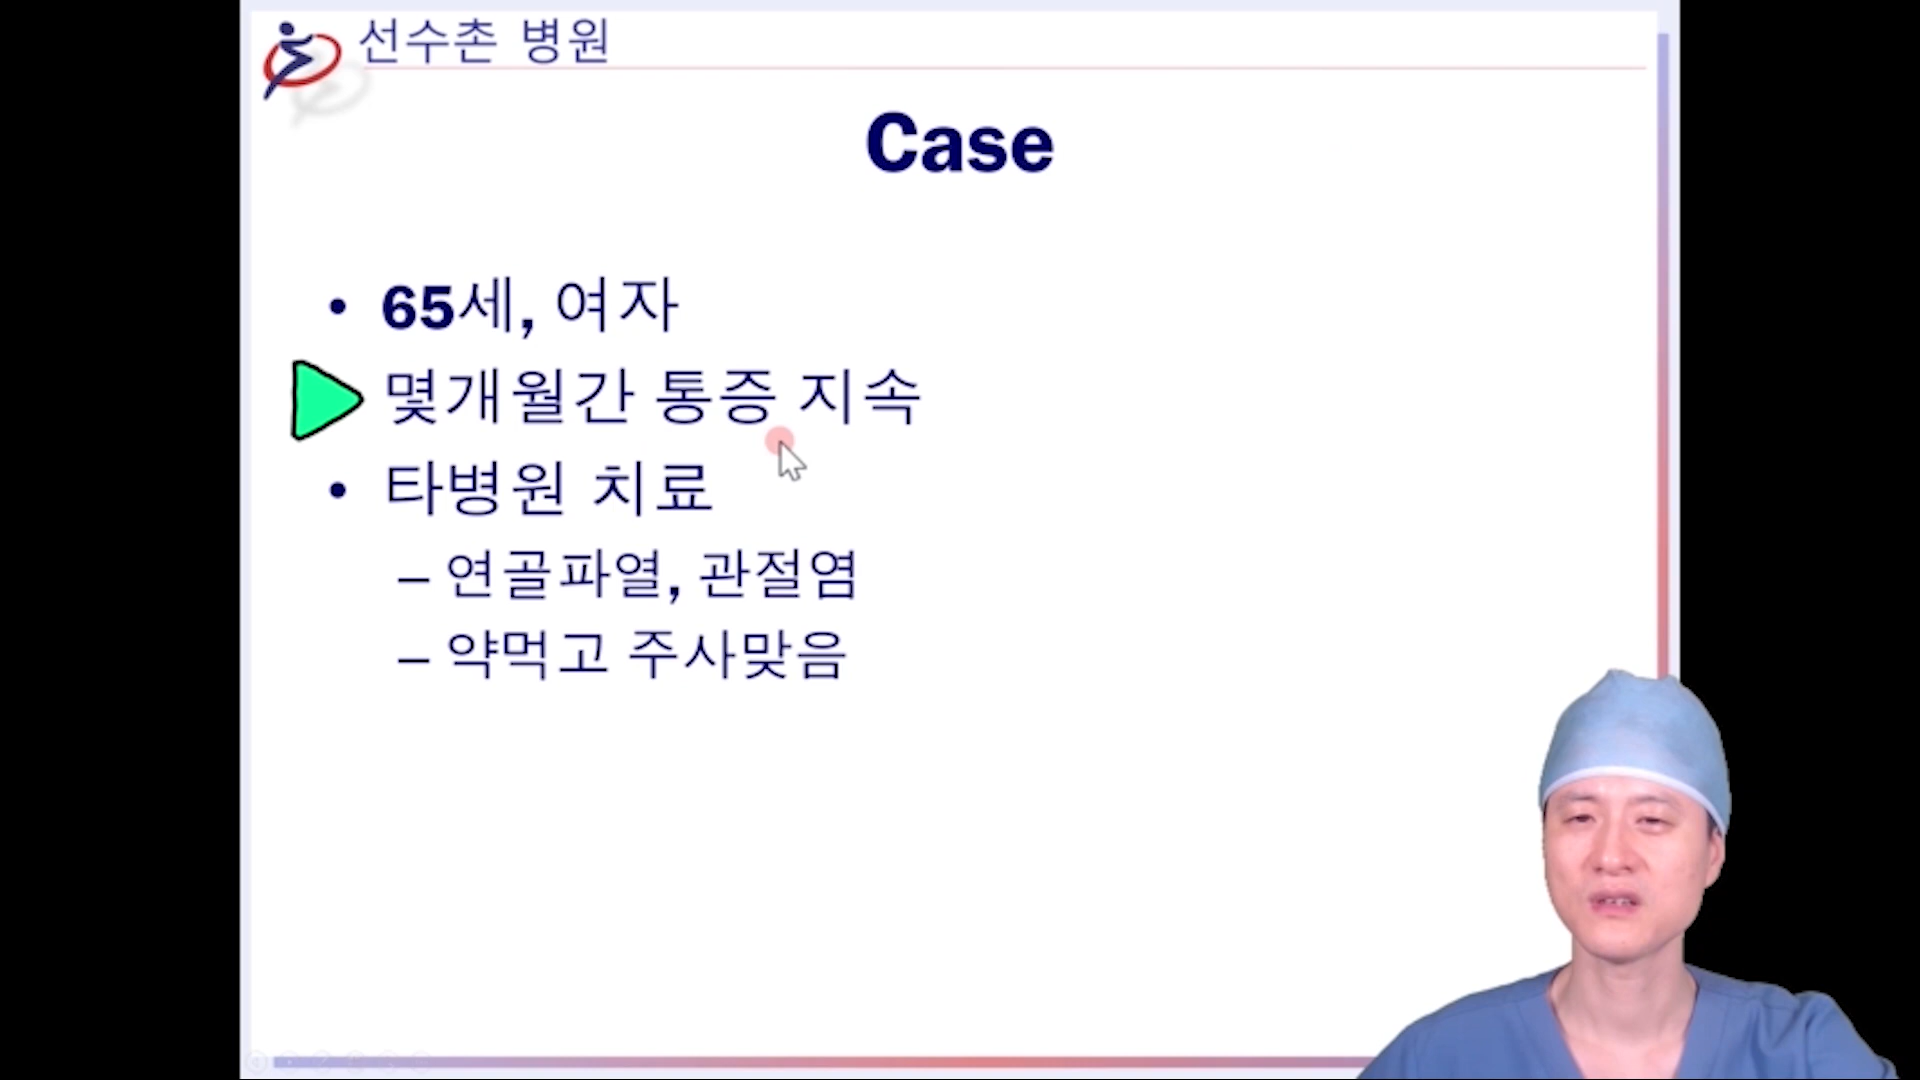 선수촌 병원
Case
• 65세, 여자
몇개월간 통증 지속
• 타병원 치료
– 연골파열, 관절염
– 약먹고 주사맞음